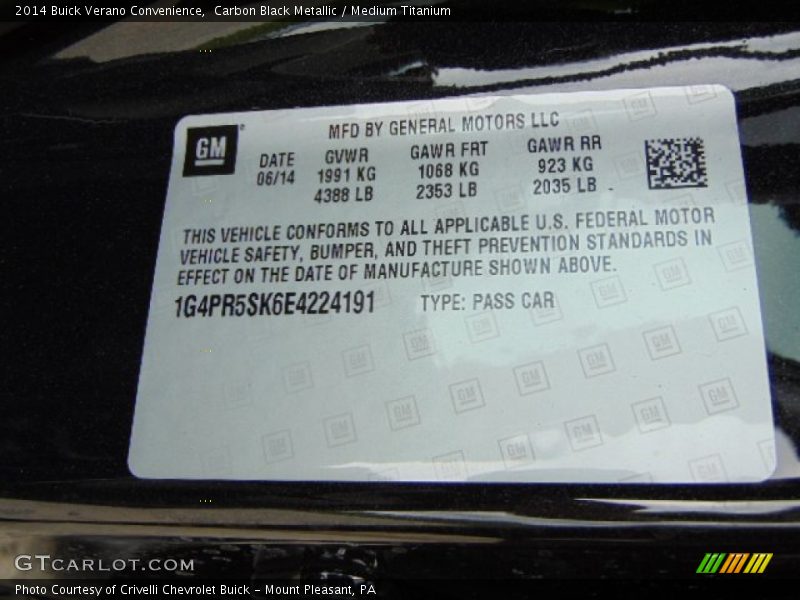 2014 Buick Verano Convenience,  Carbon Black Metallic / Medium Titanium
MFD BY GENERAL MOTORS LLC
GM
DATE GVWR GAWR FRT GAWR RR
06/14 1991 KG 1068 KG 923 KG
4388 LB 2353 LB 2035 LB
THIS VEHICLE CONFORMS TO ALL APPLICABLE U.S. FEDERAL MOTOR
VEHICLE SAFETY, BUMPER, AND THEFT PREVENTION STANDARDS IN
EFFECT ON THE DATE OF MANUFACTURE SHOWN ABOVE.
1G4PR5SK6E4224191 TYPE: PASS CAR
GTCARLOT.COM
Photo Courtesy of Crivelli Chevrolet Buick - Mount Pleasant, PA